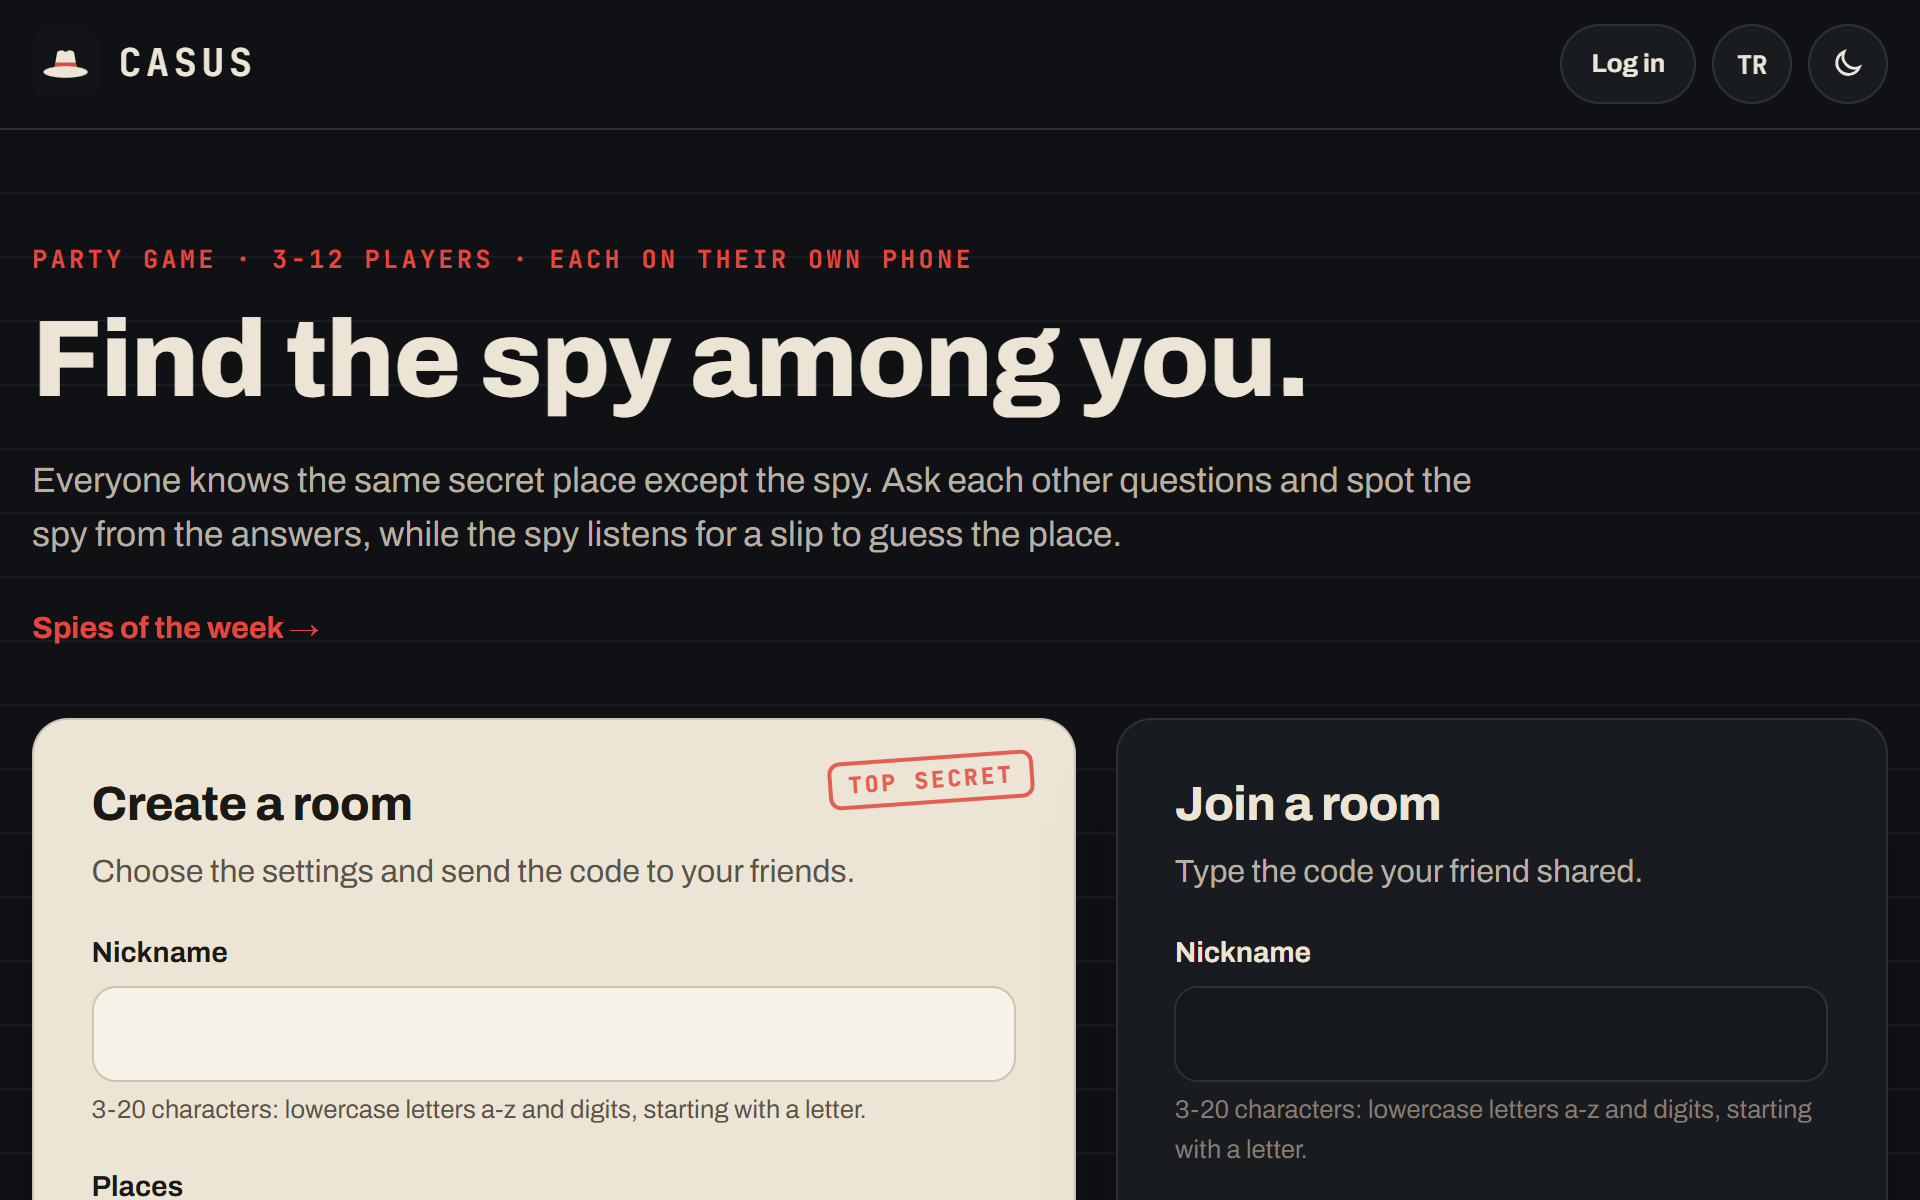 CASUS
Log in
TR
PARTY GAME · 3-12 PLAYERS · EACH ON THEIR OWN PHONE
Find the spy among you.
Everyone knows the same secret place except the spy. Ask each other questions and spot the
spy from the answers, while the spy listens for a slip to guess the place.
Spies of the week →
TOP SECRET
Create a room
Choose the settings and send the code to your friends.
Nickname
3-20 characters: lowercase letters a-z and digits, starting with a letter.
Places
Join a room
Type the code your friend shared.
Nickname
3-20 characters: lowercase letters a-z and digits, starting
with a letter.